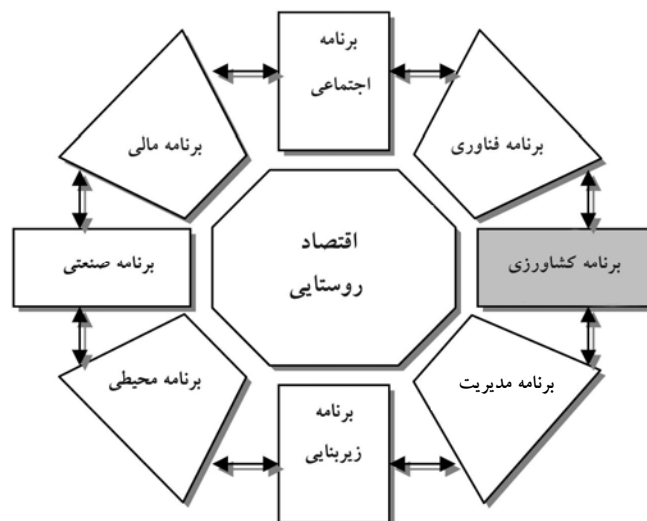 برنامه
اجتماعی
برنامه فناوری
برنامه مالی
اقتصاد
روستایی
برنامه کشاورزی
برنامه صنعتی
برنامه مدیریت
برنامه محیطی
برنامه
زیربنایی